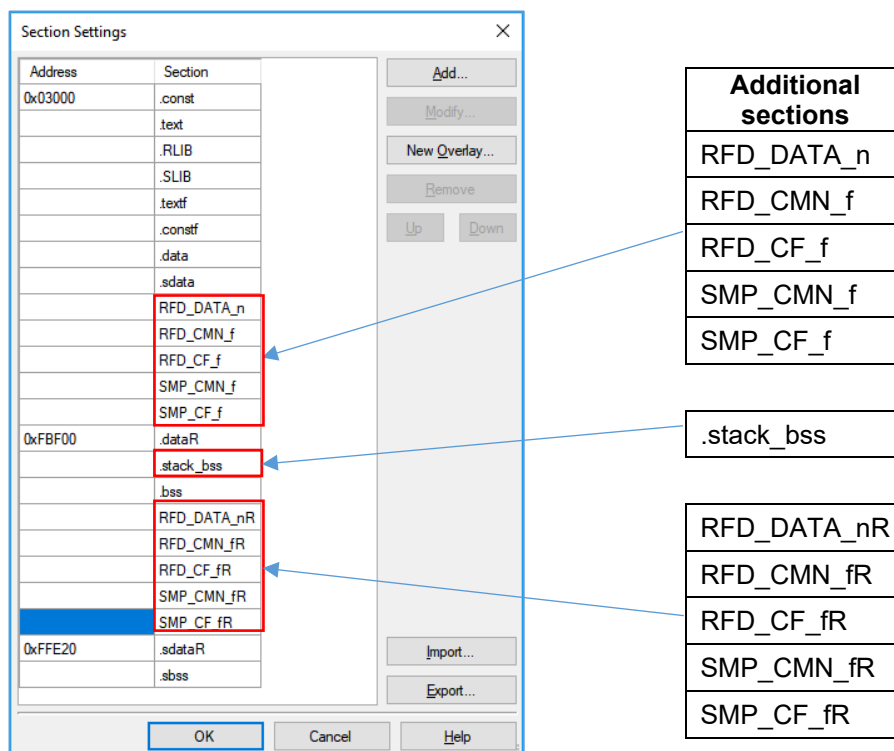 Section Settings
Address Section
0x03000 .const
.text
.RLIB
.SLIB
.textf
.constf
.data
.sdata
RFD_DATA_n
RFD_CMN_f
RFD_CF_f
SMP_CMN_f
SMP_CF_f
0xFBF00 .dataR
.stack_bss
.bss
RFD_DATA_nR
RFD_CMN_fR
RFD_CF_fR
SMP_CMN_fR
SMP_CF_fR
0xFFE20 .sdataR
.sbss
Add...
Modify...
New Overlay...
Remove
Up Down
Import...
Export...
OK Cancel Help
Additional
sections
RFD_DATA_n
RFD_CMN_f
RFD_CF_f
SMP_CMN_f
SMP_CF_f
.stack_bss
RFD_DATA_nR
RFD_CMN_fR
RFD_CF_fR
SMP_CMN_fR
SMP_CF_fR